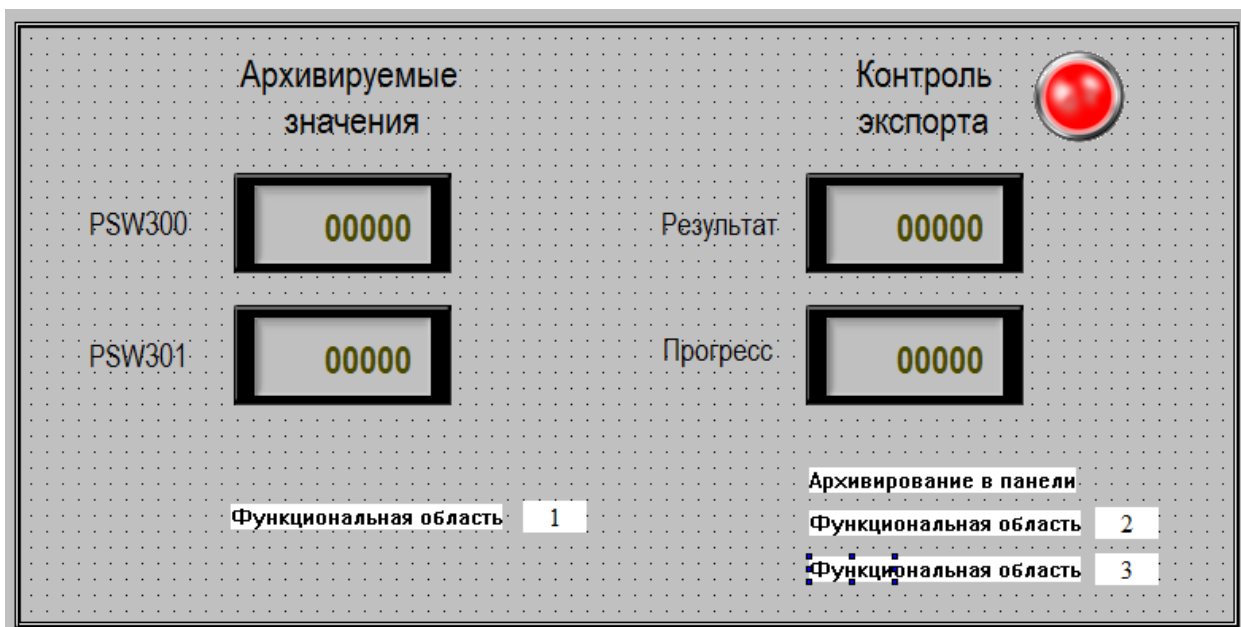 Архивируемые
значения
Контроль
экспорта
PSW300
00000
Результат
00000
PSW301
00000
Прогресс
00000
Архивирование в панели
Функциональная область 1
Функциональная область 2
Функциональная область 3